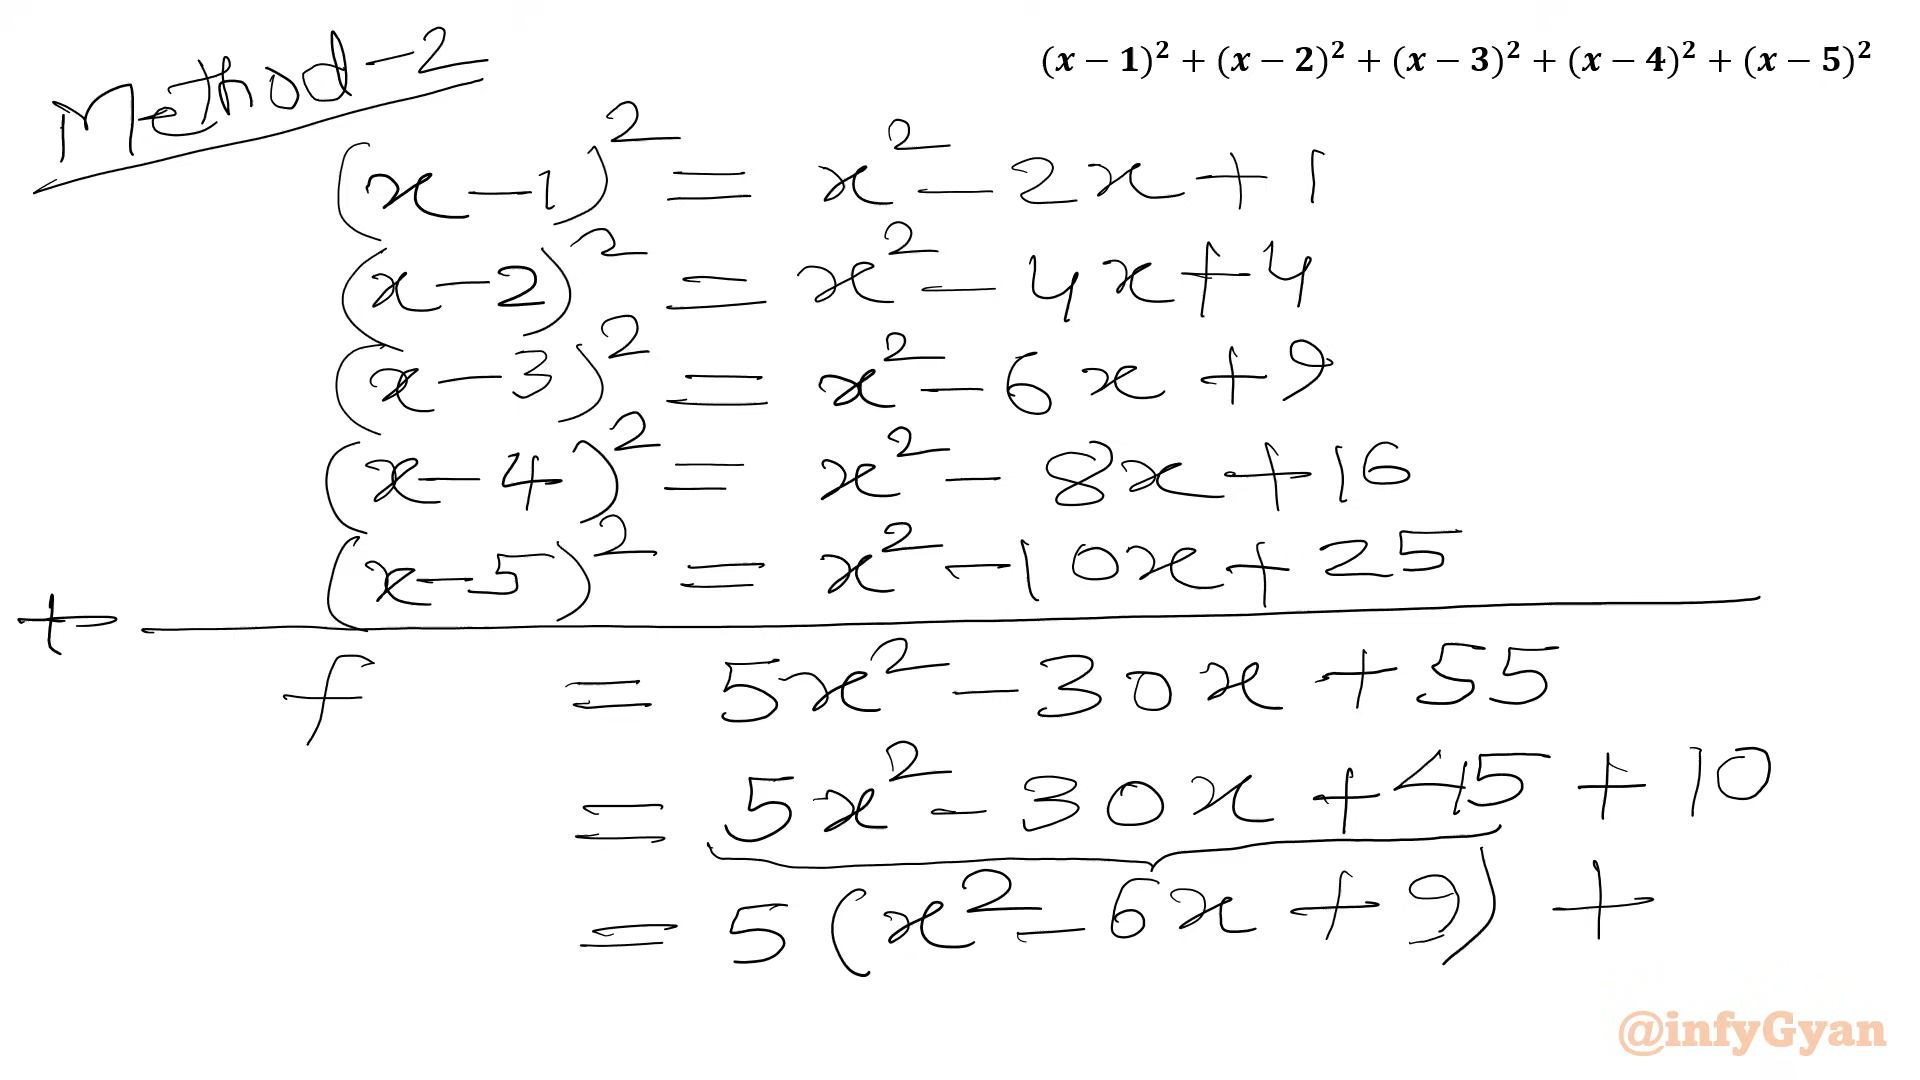 Method-2
(x − 1)² + (x − 2)² + (x − 3)² + (x − 4)² + (x − 5)²
(x-1)² = x² - 2x + 1
(x-2)² = x² - 4x + 4
(x-3)² = x² - 6x + 9
(x-4)² = x² - 8x + 16
(x-5)² = x² - 10x + 25
+
f = 5x² - 30x + 55
= 5x² - 30x + 45 + 10
= 5(x² - 6x + 9) +
@infyGyan